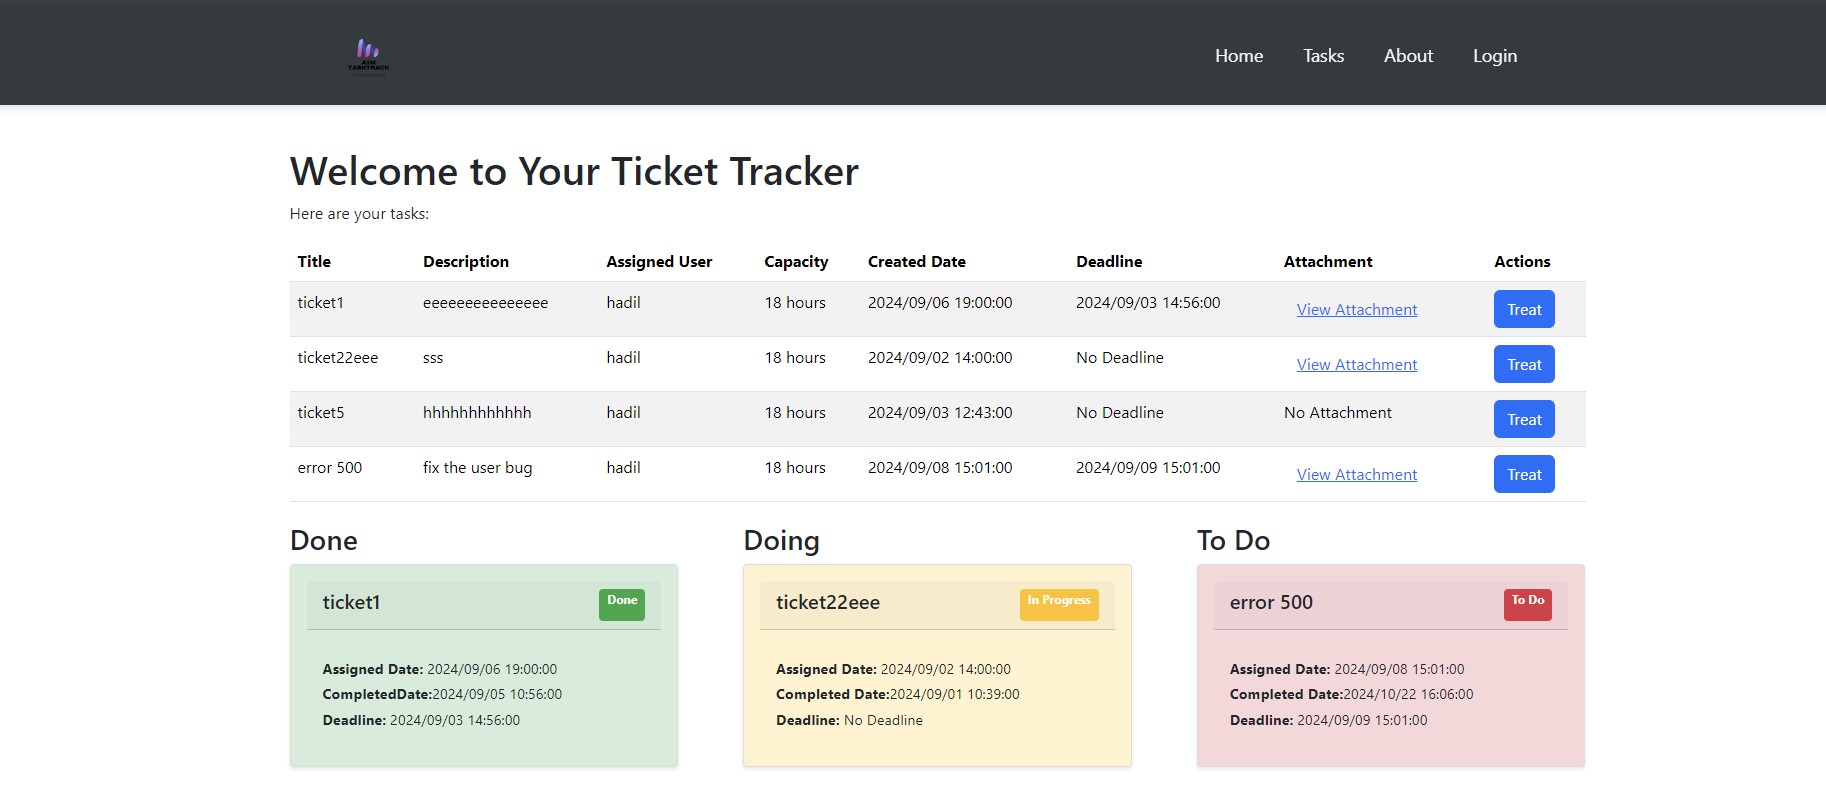 AIM
TASKTRACK
Home Tasks About Login
Welcome to Your Ticket Tracker
Here are your tasks:
Title Description Assigned User Capacity Created Date Deadline Attachment Actions
ticket1 eeeeeeeeeeeeeee hadil 18 hours 2024/09/06 19:00:00 2024/09/03 14:56:00 View Attachment Treat
ticket22eee sss hadil 18 hours 2024/09/02 14:00:00 No Deadline View Attachment Treat
ticket5 hhhhhhhhhhhh hadil 18 hours 2024/09/03 12:43:00 No Deadline No Attachment Treat
error 500 fix the user bug hadil 18 hours 2024/09/08 15:01:00 2024/09/09 15:01:00 View Attachment Treat
Done
ticket1 Done
Assigned Date: 2024/09/06 19:00:00
CompletedDate:2024/09/05 10:56:00
Deadline: 2024/09/03 14:56:00
Doing
ticket22eee In Progress
Assigned Date: 2024/09/02 14:00:00
Completed Date:2024/09/01 10:39:00
Deadline: No Deadline
To Do
error 500 To Do
Assigned Date: 2024/09/08 15:01:00
Completed Date:2024/10/22 16:06:00
Deadline: 2024/09/09 15:01:00